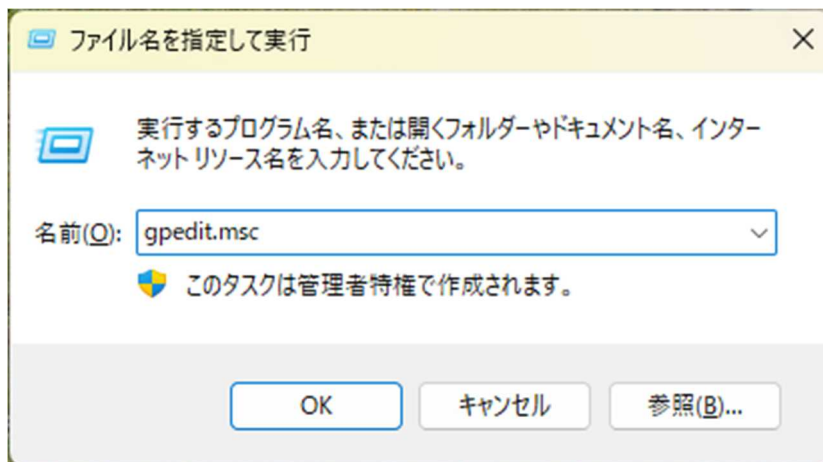 ファイル名を指定して実行
実行するプログラム名、または開くフォルダーやドキュメント名、インター
ネット リソース名を入力してください。
名前(O): gpedit.msc
このタスクは管理者特権で作成されます。
OK キャンセル 参照(B)...